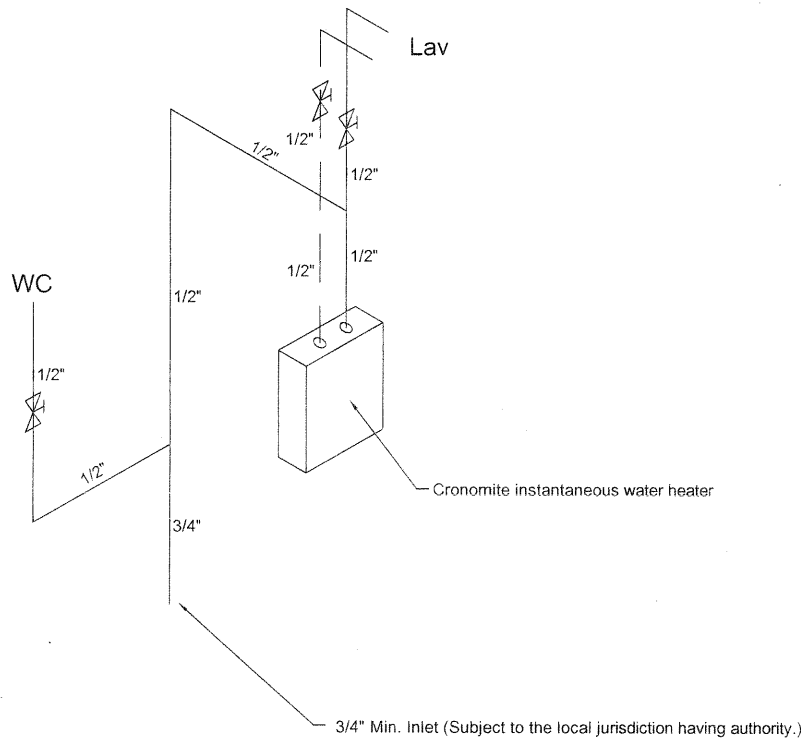 Lav
1/2"
1/2"
1/2"
1/2"
1/2"
WC
1/2"
1/2"
1/2"
Cronomite instantaneous water heater
3/4"
3/4" Min. Inlet (Subject to the local jurisdiction having authority.)